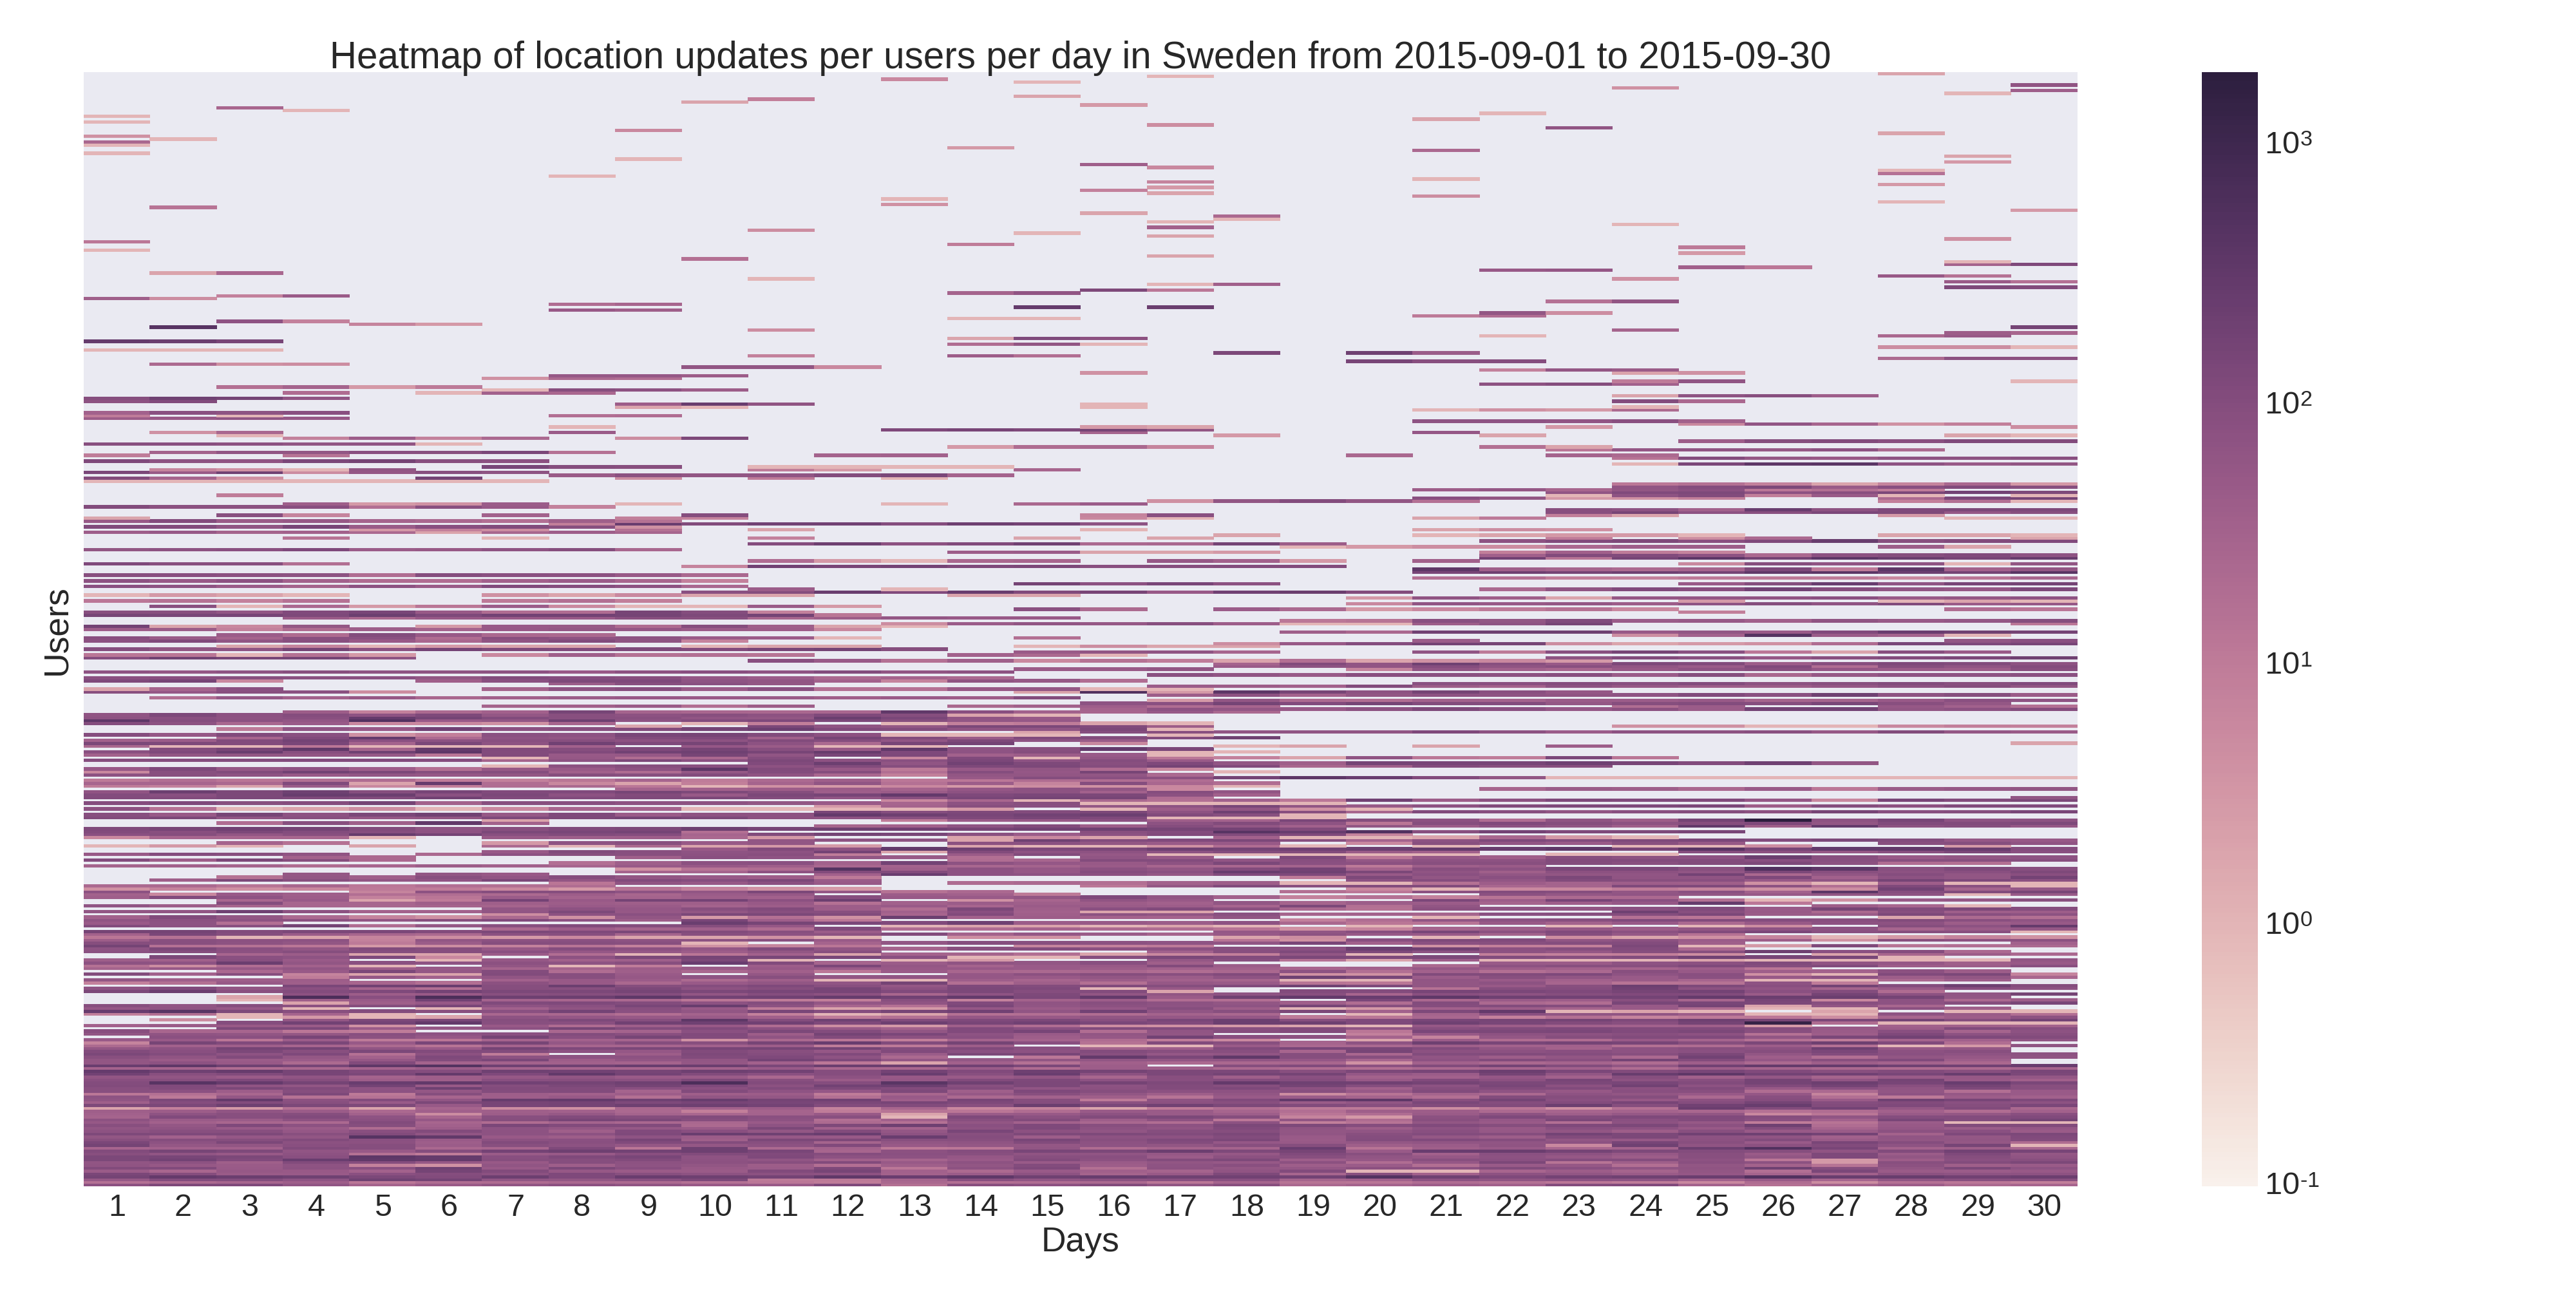 Heatmap of location updates per users per day in Sweden from 2015-09-01 to 2015-09-30
Users
1 2 3 4 5 6 7 8 9 10 11 12 13 14 15 16 17 18 19 20 21 22 23 24 25 26 27 28 29 30
Days
10³
10²
10¹
10⁰
10⁻¹